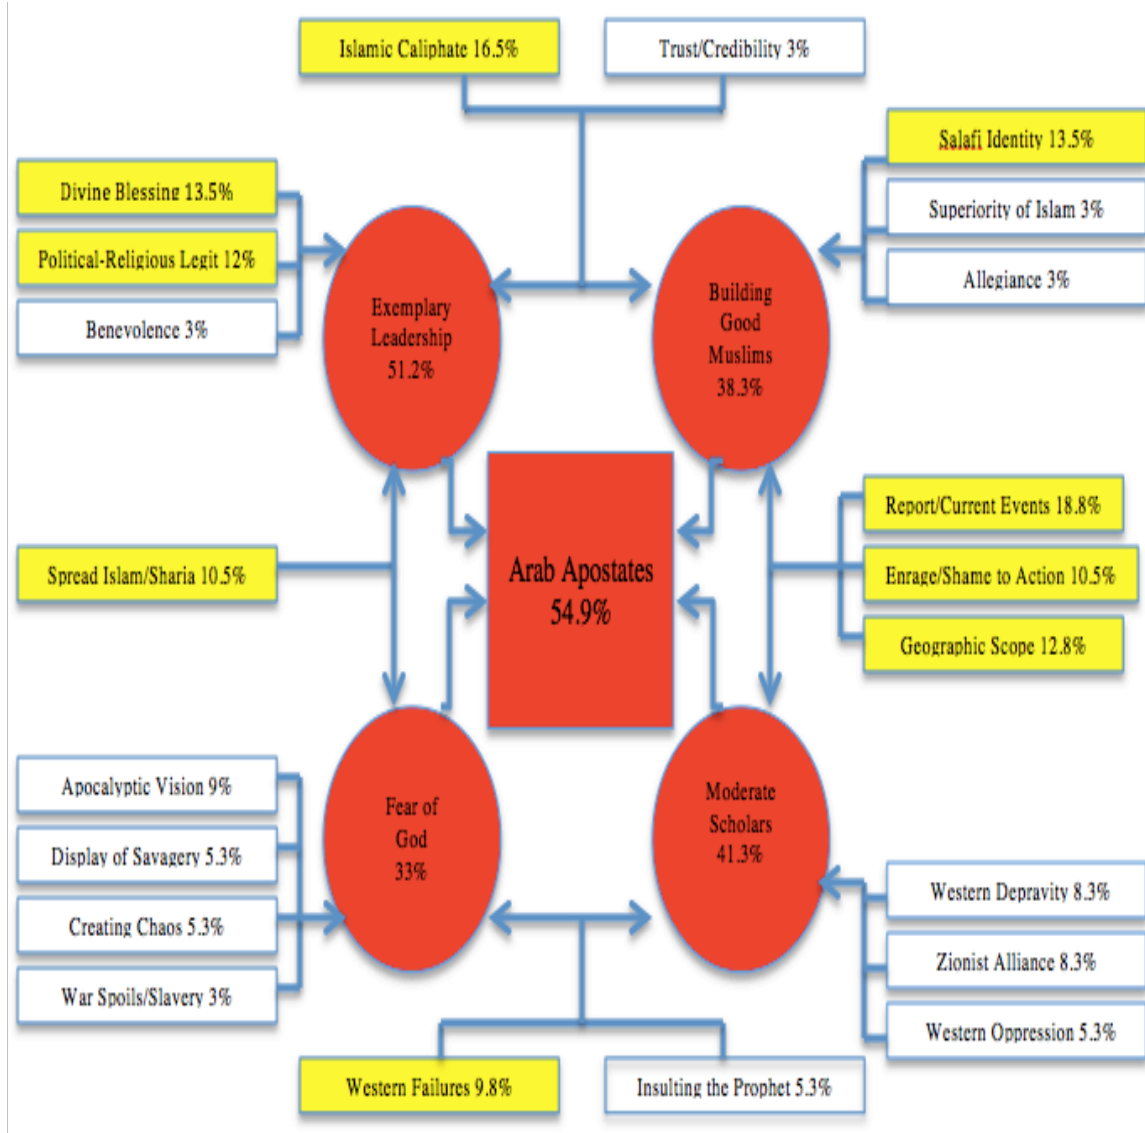 Islamic Caliphate 16.5%
Trust/Credibility 3%
Salafi Identity 13.5%
Superiority of Islam 3%
Allegiance 3%
Divine Blessing 13.5%
Political-Religious Legit 12%
Benevolence 3%
Exemplary
Leadership
51.2%
Building
Good
Muslims
38.3%
Arab Apostates
54.9%
Spread Islam/Sharia 10.5%
Report/Current Events 18.8%
Enrage/Shame to Action 10.5%
Geographic Scope 12.8%
Fear of
God
33%
Moderate
Scholars
41.3%
Apocalyptic Vision 9%
Display of Savagery 5.3%
Creating Chaos 5.3%
War Spoils/Slavery 3%
Western Depravity 8.3%
Zionist Alliance 8.3%
Western Oppression 5.3%
Western Failures 9.8%
Insulting the Prophet 5.3%